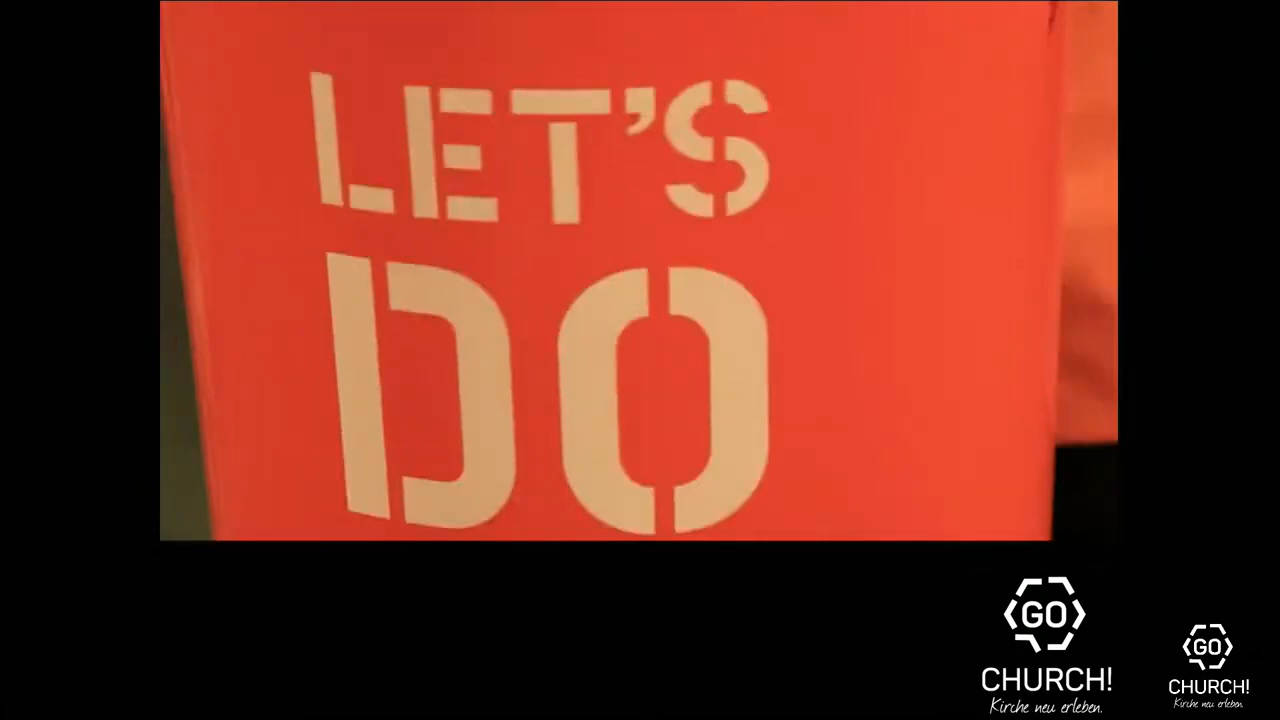 LET'S
DO
GO
CHURCH!
Kirche neu erleben.
GO
CHURCH!
Kirche neu erleben.